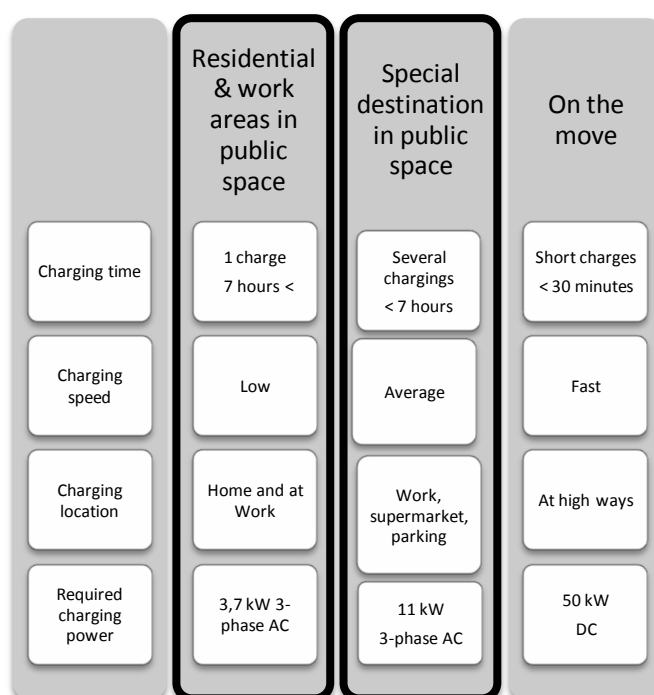 Residential
& work
areas in
public
space
Special
destination
in public
space
On the
move
Charging time
1 charge
7 hours <
Several
chargings
< 7 hours
Short charges
< 30 minutes
Charging
speed
Low
Average
Fast
Charging
location
Home and at
Work
Work,
supermarket,
parking
At high ways
Required
charging
power
3,7 kW 3-
phase AC
11 kW
3-phase AC
50 kW
DC